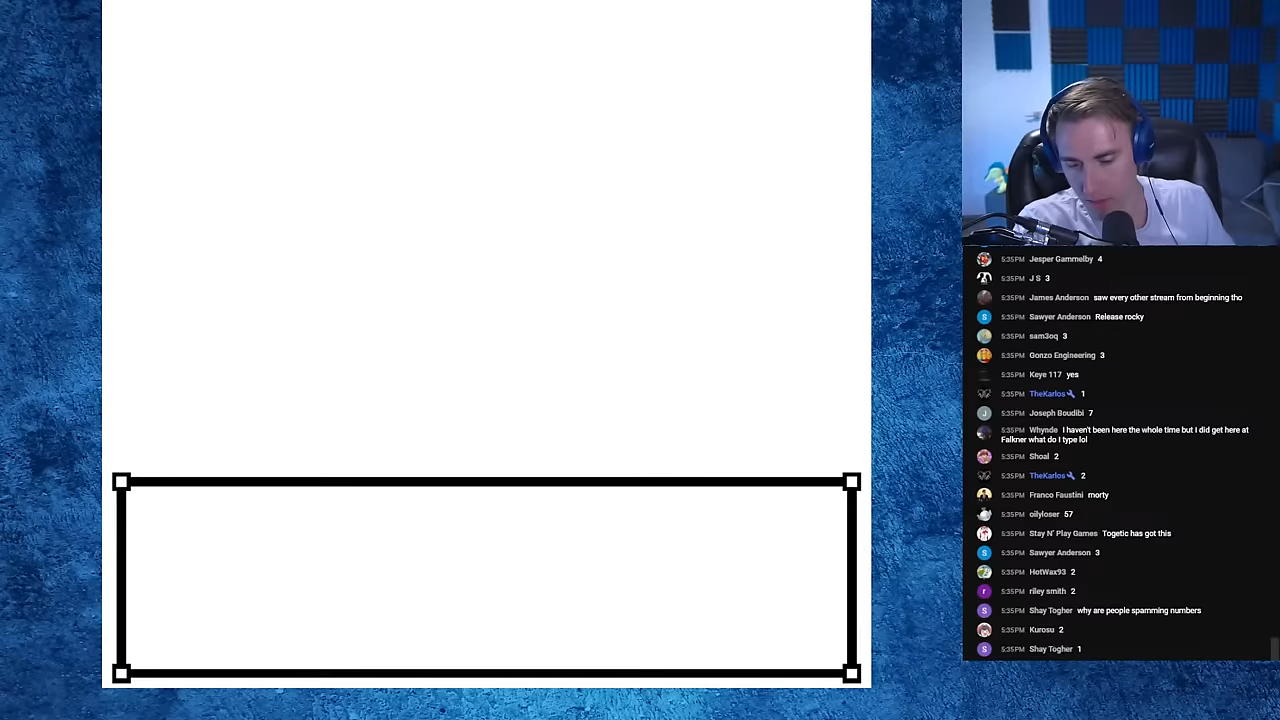 5:35PM Jesper Gammelby 4
5:35PM J S 3
5:35PM James Anderson saw every other stream from beginning tho
S 5:35PM Sawyer Anderson Release rocky
5:35PM sam3oq 3
5:35PM Gonzo Engineering 3
5:35PM Keye 117 yes
5:35PM TheKarlos 1
J 5:35PM Joseph Boudibi 7
5:35PM Whynde I haven't been here the whole time but I did get here at
Falkner what do I type lol
5:35PM Shoal 2
5:35PM TheKarlos 2
5:35PM Franco Faustini morty
5:35PM oilyloser 57
5:35PM Stay N' Play Games Togetic has got this
S 5:35PM Sawyer Anderson 3
5:35PM HotWax93 2
r 5:35PM riley smith 2
S 5:35PM Shay Togher why are people spamming numbers
5:35PM Kurosu 2
S 5:35PM Shay Togher 1